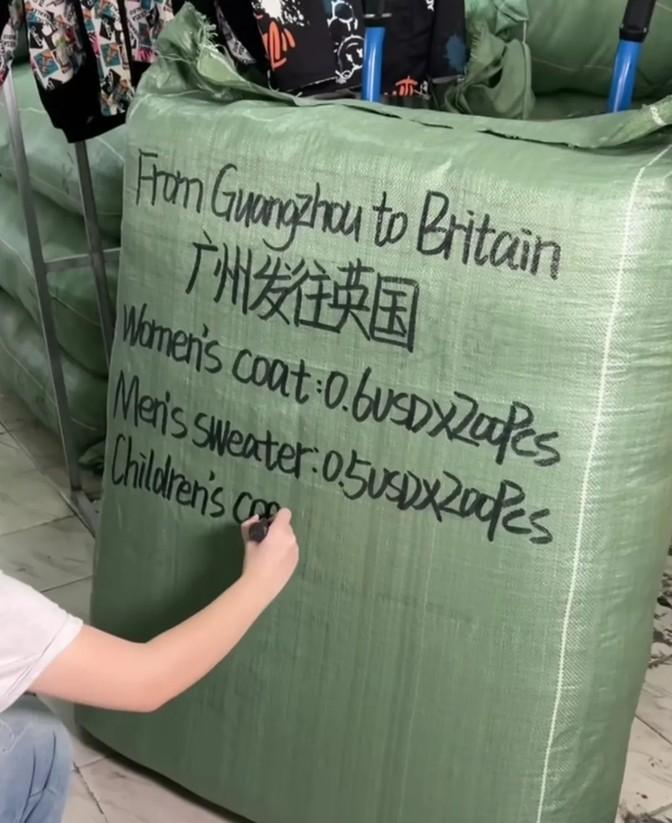 From Guangzhou to Britain
广州发往英国
Women's coat:0.6USDX200Pcs
Men's sweater:0.5USDX200Pcs
Children's coa